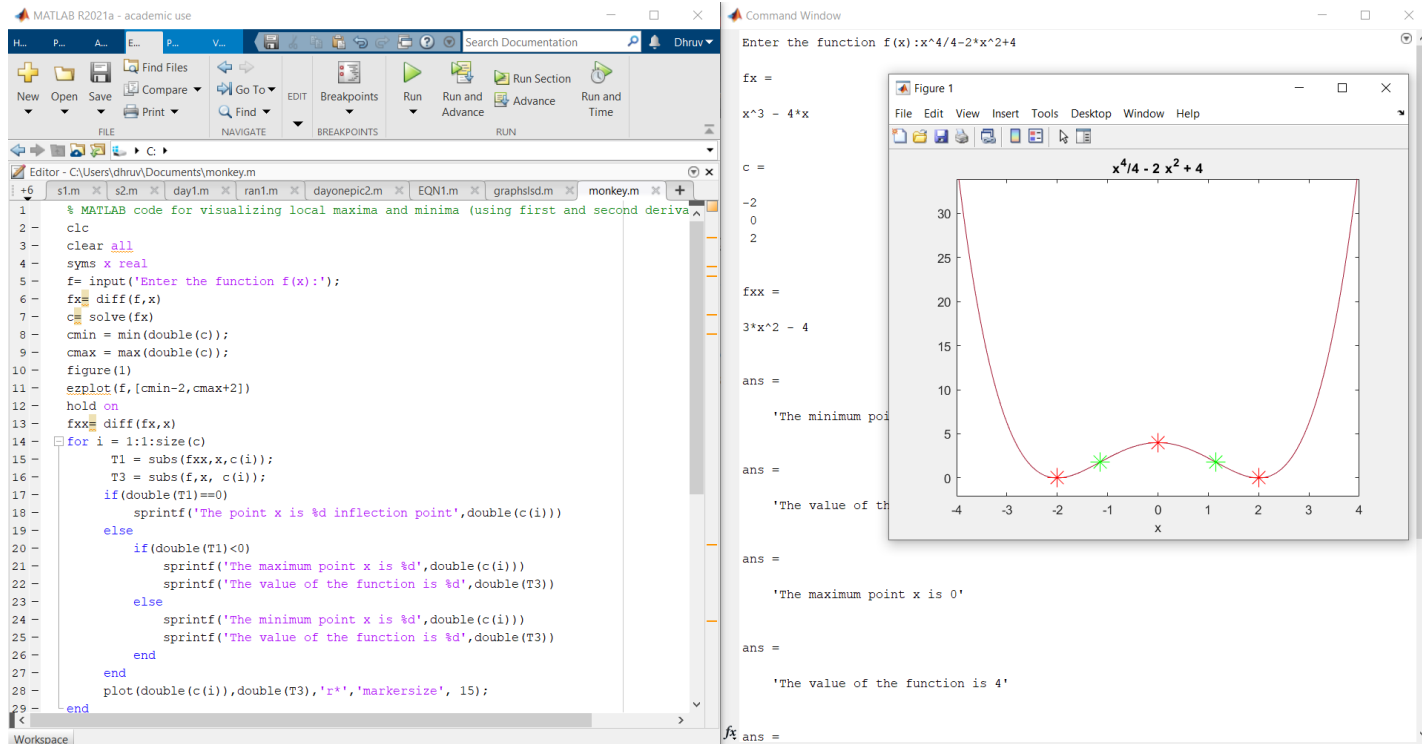 MATLAB R2021a - academic use
H... P... A... E... P... V... Search Documentation Dhruv
New Open Save Find Files Compare Print Go To Find EDIT Breakpoints Run Run and Advance Run Section Advance Run and Time
FILE NAVIGATE BREAKPOINTS RUN
C:
Editor - C:\Users\dhruv\Documents\monkey.m
+6 s1.m s2.m day1.m ran1.m dayonepic2.m EQN1.m graphslsd.m monkey.m
1 % MATLAB code for visualizing local maxima and minima (using first and second deriva
2 - clc
3 - clear all
4 - syms x real
5 - f= input('Enter the function f(x):');
6 - fx= diff(f,x)
7 - c= solve(fx)
8 - cmin = min(double(c));
9 - cmax = max(double(c));
10 - figure(1)
11 - ezplot(f,[cmin-2,cmax+2])
12 - hold on
13 - fxx= diff(fx,x)
14 - for i = 1:1:size(c)
15 - T1 = subs(fxx,x,c(i));
16 - T3 = subs(f,x, c(i));
17 - if(double(T1)==0)
18 - sprintf('The point x is %d inflection point',double(c(i)))
19 - else
20 - if(double(T1)<0)
21 - sprintf('The maximum point x is %d',double(c(i)))
22 - sprintf('The value of the function is %d',double(T3))
23 - else
24 - sprintf('The minimum point x is %d',double(c(i)))
25 - sprintf('The value of the function is %d',double(T3))
26 - end
27 - end
28 - plot(double(c(i)),double(T3),'r*','markersize', 15);
29 - end
Workspace
Command Window
Enter the function f(x):x^4/4-2*x^2+4
fx =
x^3 - 4*x
c =
-2
0
2
fxx =
3*x^2 - 4
ans =
'The minimum poi
ans =
'The value of th
ans =
'The maximum point x is 0'
ans =
'The value of the function is 4'
fx ans =
Figure 1
File Edit View Insert Tools Desktop Window Help
x^4/4 - 2 x^2 + 4
30
25
20
15
10
5
0
-4 -3 -2 -1 0 1 2 3 4
x